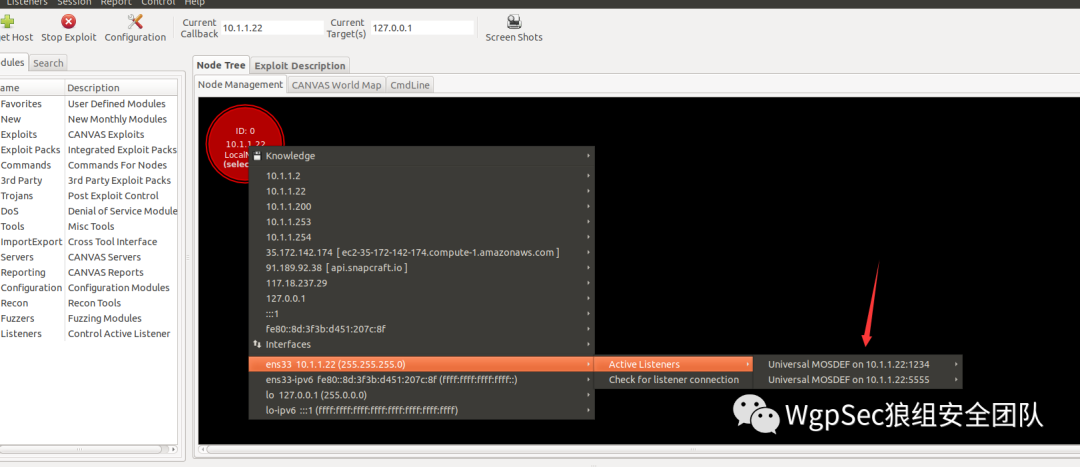 Listeners Session Report Control Help
et Host Stop Exploit Configuration Current Callback 10.1.1.22 Current Target(s) 127.0.0.1 Screen Shots
dules Search
Node Tree Exploit Description
Node Management CANVAS World Map CmdLine
ame Description
Favorites User Defined Modules
New New Monthly Modules
Exploits CANVAS Exploits
Exploit Packs Integrated Exploit Packs
Commands Commands For Nodes
3rd Party 3rd Party Exploit Packs
Trojans Post Exploit Control
DoS Denial of Service Module
Tools Misc Tools
ImportExport Cross Tool Interface
Servers CANVAS Servers
Reporting CANVAS Reports
Configuration Configuration Modules
Recon Recon Tools
Fuzzers Fuzzing Modules
Listeners Control Active Listener
ID: 0
10.1.1.22
LocalN
(selec
Knowledge
10.1.1.2
10.1.1.22
10.1.1.200
10.1.1.253
10.1.1.254
35.172.142.174 [ ec2-35-172-142-174.compute-1.amazonaws.com ]
91.189.92.38 [ api.snapcraft.io ]
117.18.237.29
127.0.0.1
:::1
fe80::8d:3f3b:d451:207c:8f
Interfaces
ens33 10.1.1.22 (255.255.255.0)
ens33-ipv6 fe80::8d:3f3b:d451:207c:8f (ffff:ffff:ffff:ffff::)
lo 127.0.0.1 (255.0.0.0)
lo-ipv6 :::1 (ffff:ffff:ffff:ffff:ffff:ffff:ffff:ffff)
Active Listeners
Check for listener connection
Universal MOSDEF on 10.1.1.22:1234
Universal MOSDEF on 10.1.1.22:5555
WgpSec狼组安全团队